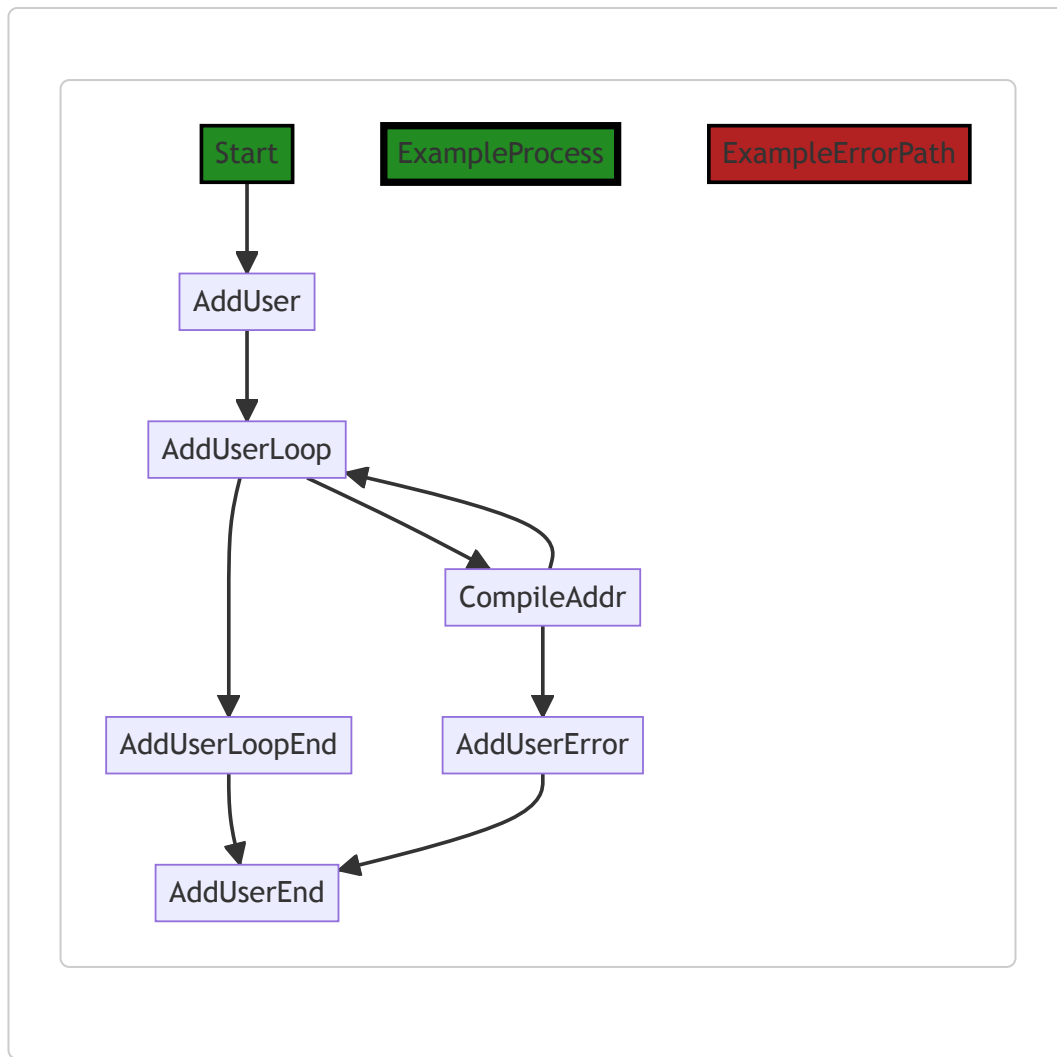 Start
ExampleProcess
ExampleErrorPath
AddUser
AddUserLoop
CompileAddr
AddUserLoopEnd
AddUserError
AddUserEnd